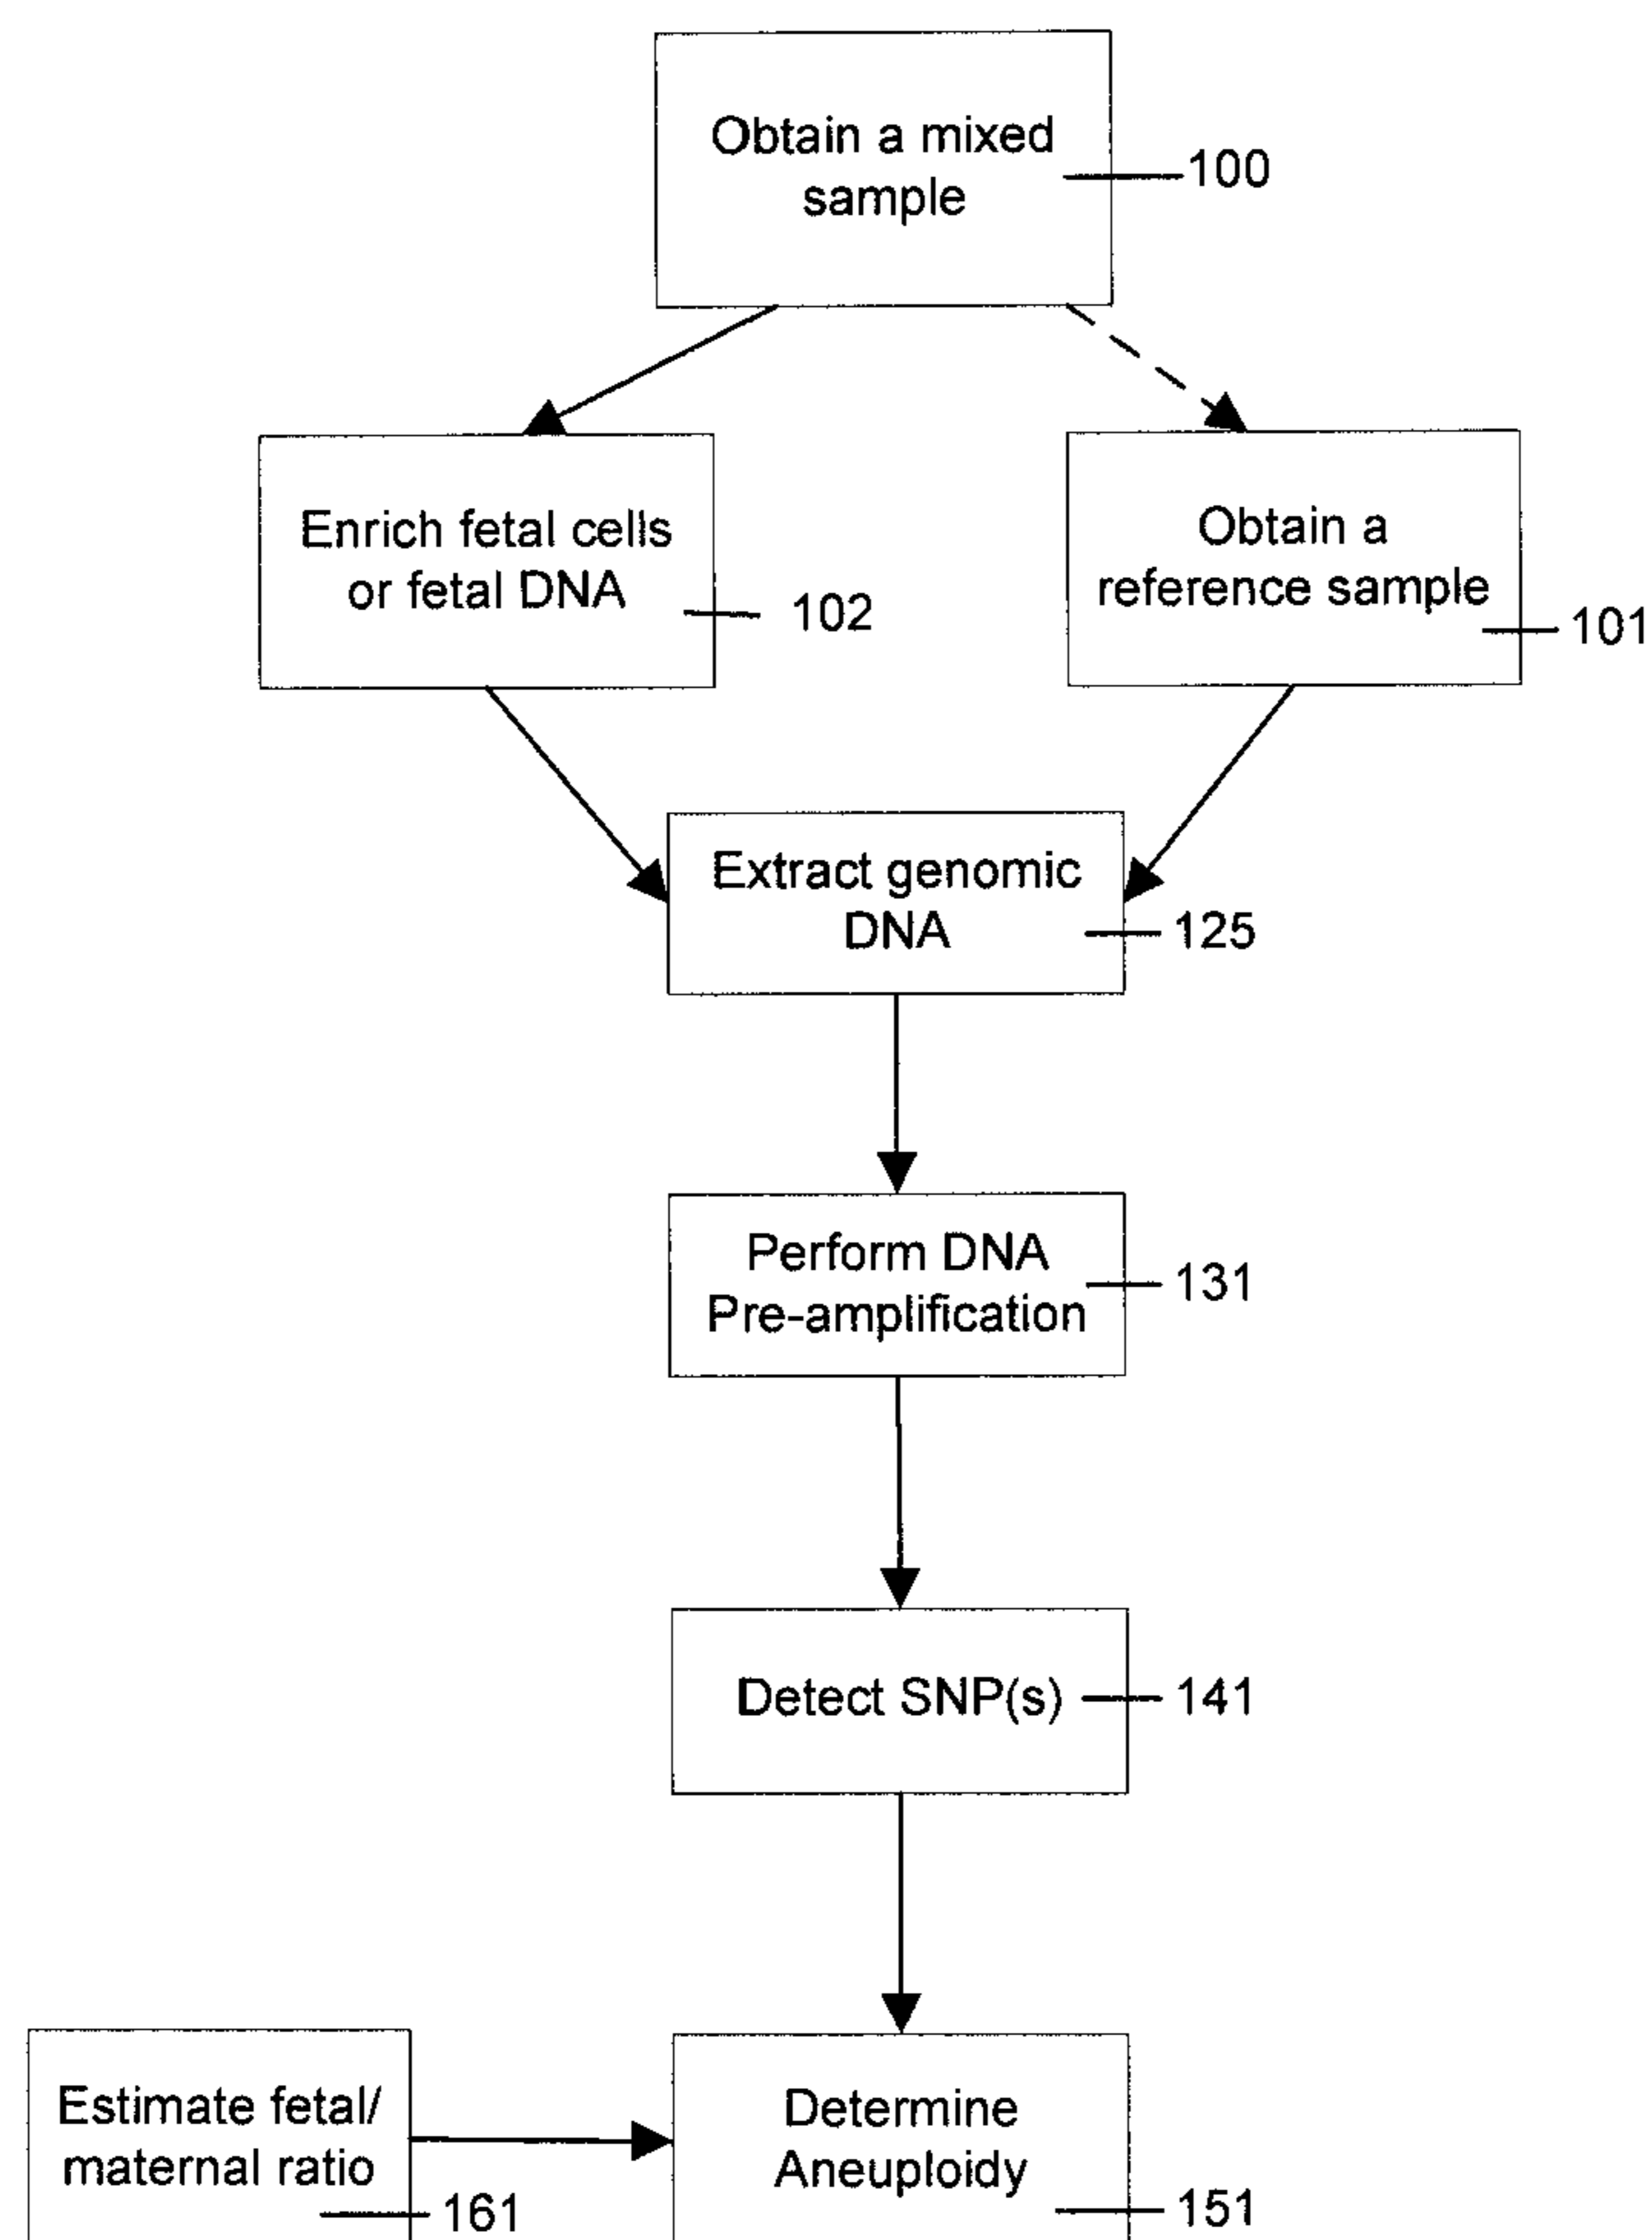 Obtain a mixed
sample
100
Enrich fetal cells
or fetal DNA
102
Obtain a
reference sample
101
Extract genomic
DNA
125
Perform DNA
Pre-amplification
131
Detect SNP(s)
141
Estimate fetal/
maternal ratio
161
Determine
Aneuploidy
151